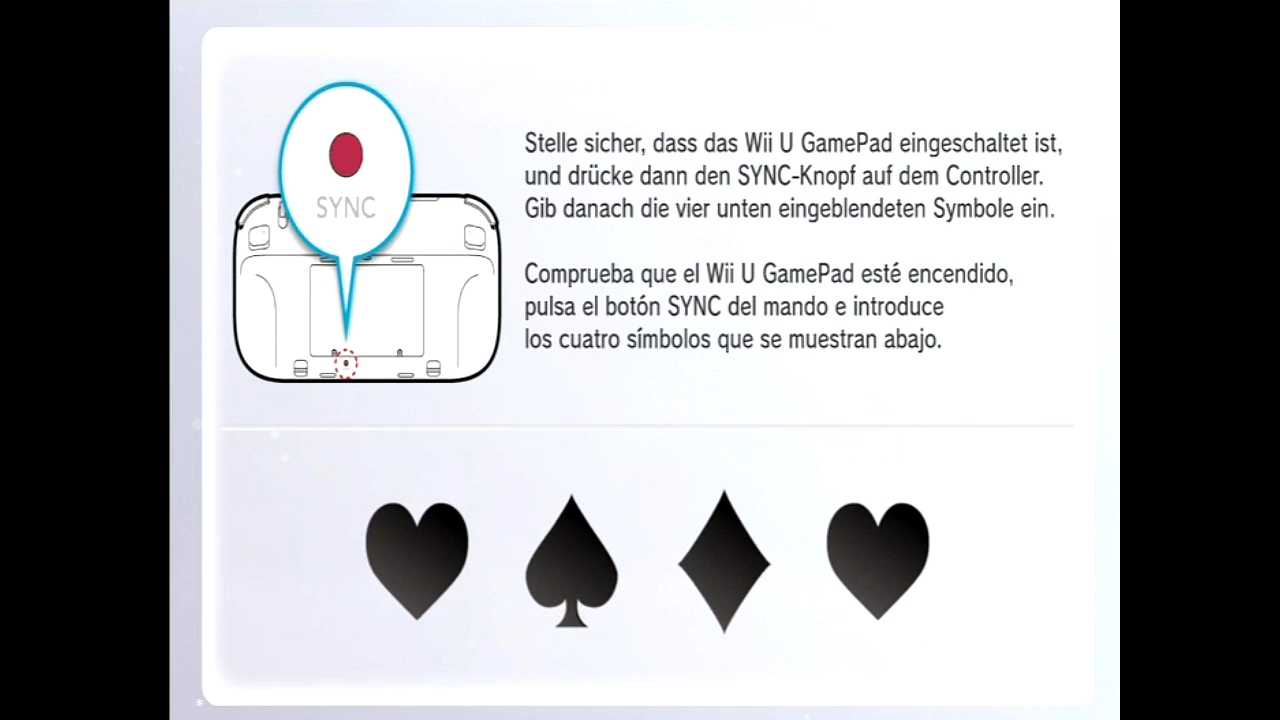 SYNC
Stelle sicher, dass das Wii U GamePad eingeschaltet ist,
und drücke dann den SYNC-Knopf auf dem Controller.
Gib danach die vier unten eingeblendeten Symbole ein.
Comprueba que el Wii U GamePad esté encendido,
pulsa el botón SYNC del mando e introduce
los cuatro símbolos que se muestran abajo.